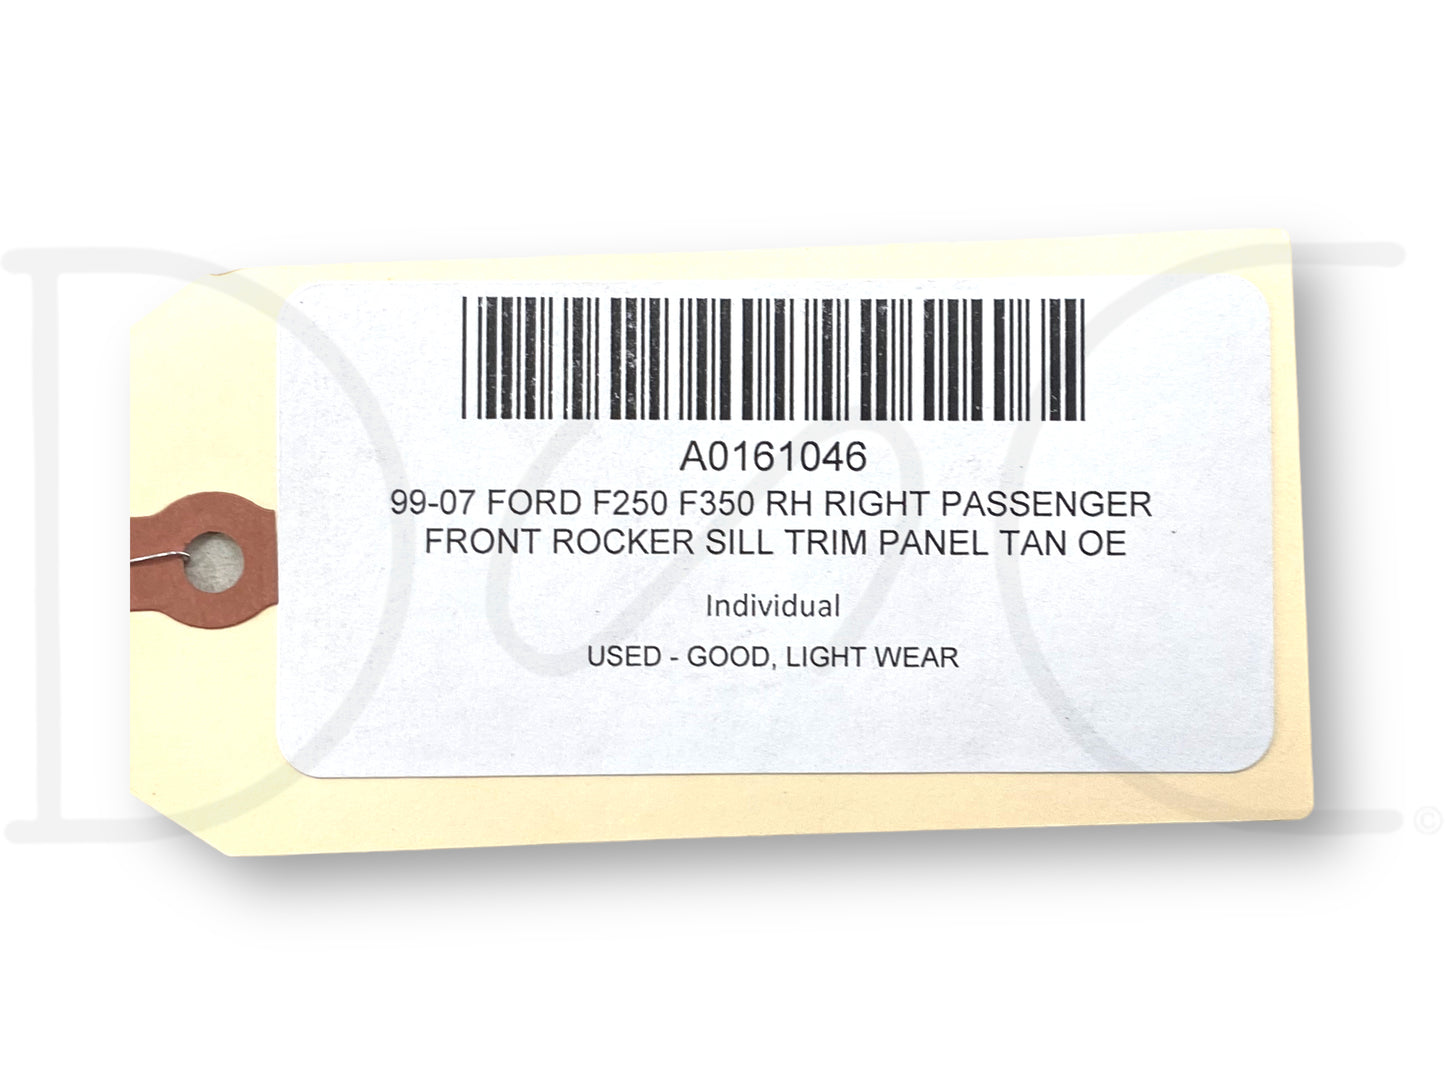 A0161046
99-07 FORD F250 F350 RH RIGHT PASSENGER
FRONT ROCKER SILL TRIM PANEL TAN OE
Individual
USED - GOOD, LIGHT WEAR
DnC
©